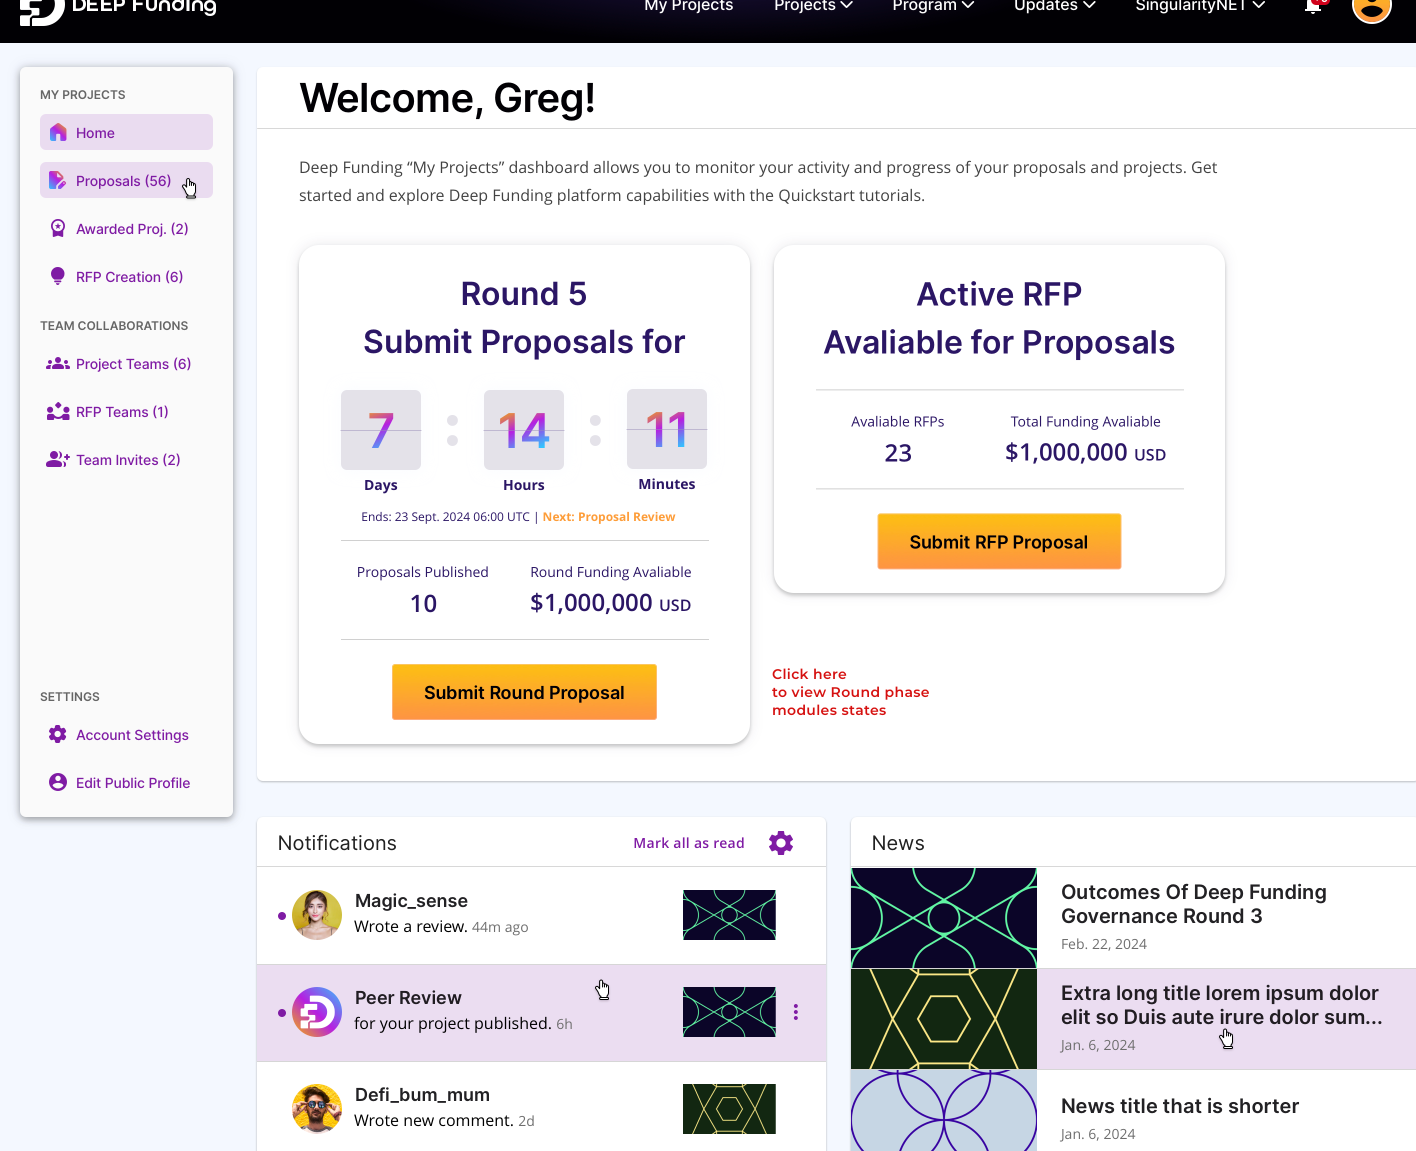 DEEP Funding
My Projects
Projects
Program
Updates
SingularityNET
MY PROJECTS
Home
Proposals (56)
Awarded Proj. (2)
RFP Creation (6)
TEAM COLLABORATIONS
Project Teams (6)
RFP Teams (1)
Team Invites (2)
SETTINGS
Account Settings
Edit Public Profile
Welcome, Greg!
Deep Funding “My Projects” dashboard allows you to monitor your activity and progress of your proposals and projects. Get
started and explore Deep Funding platform capabilities with the Quickstart tutorials.
Round 5
Submit Proposals for
7 : 14 : 11
Days Hours Minutes
Ends: 23 Sept. 2024 06:00 UTC | Next: Proposal Review
Proposals Published Round Funding Avaliable
10 $1,000,000 USD
Submit Round Proposal
Active RFP
Avaliable for Proposals
Avaliable RFPs Total Funding Avaliable
23 $1,000,000 USD
Submit RFP Proposal
Click here
to view Round phase
modules states
Notifications
Mark all as read
Magic_sense
Wrote a review. 44m ago
Peer Review
for your project published. 6h
Defi_bum_mum
Wrote new comment. 2d
News
Outcomes Of Deep Funding
Governance Round 3
Feb. 22, 2024
Extra long title lorem ipsum dolor
elit so Duis aute irure dolor sum...
Jan. 6, 2024
News title that is shorter
Jan. 6, 2024